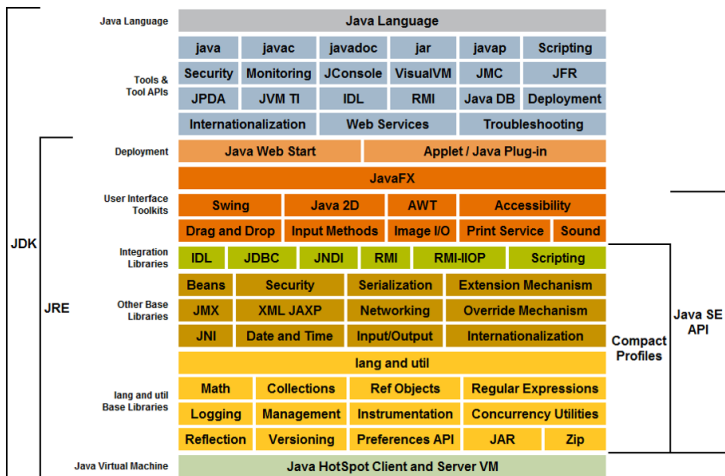 Java Language Java Language
java javac javadoc jar javap Scripting
Tools & Tool APIs
Security Monitoring JConsole VisualVM JMC JFR
JPDA JVM TI IDL RMI Java DB Deployment
Internationalization Web Services Troubleshooting
Deployment Java Web Start Applet / Java Plug-in
JavaFX
User Interface Toolkits
Swing Java 2D AWT Accessibility
Drag and Drop Input Methods Image I/O Print Service Sound
JDK
Integration Libraries
IDL JDBC JNDI RMI RMI-IIOP Scripting
Beans Security Serialization Extension Mechanism
JRE
Other Base Libraries
JMX XML JAXP Networking Override Mechanism
JNI Date and Time Input/Output Internationalization
Compact Profiles
Java SE API
lang and util
lang and util Base Libraries
Math Collections Ref Objects Regular Expressions
Logging Management Instrumentation Concurrency Utilities
Reflection Versioning Preferences API JAR Zip
Java Virtual Machine Java HotSpot Client and Server VM